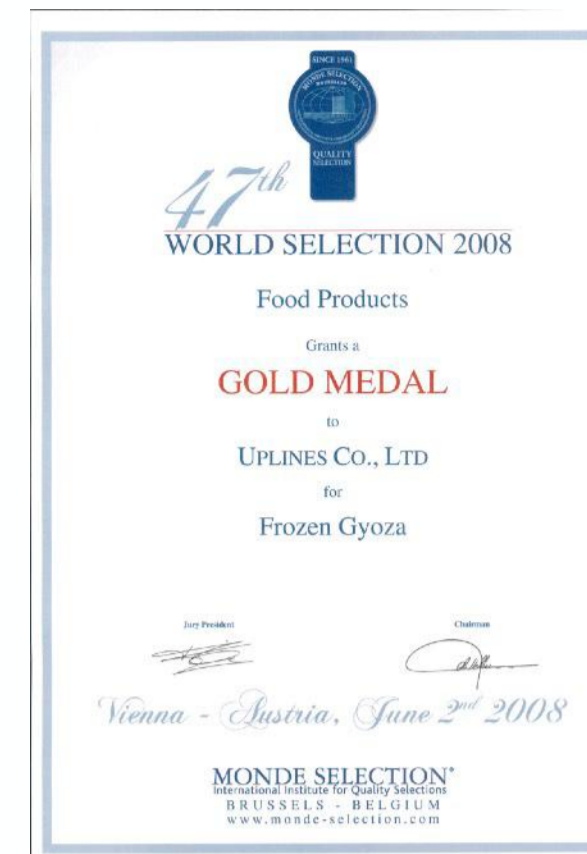 SINCE 1961
MONDE SELECTION
QUALITY
SELECTION
47th
WORLD SELECTION 2008
Food Products
Grants a
GOLD MEDAL
to
UPLINES CO., LTD
for
Frozen Gyoza
Jury President
Chairman
Vienna - Austria, June 2nd 2008
MONDE SELECTION®
International Institute for Quality Selections
BRUSSELS - BELGIUM
www.monde-selection.com